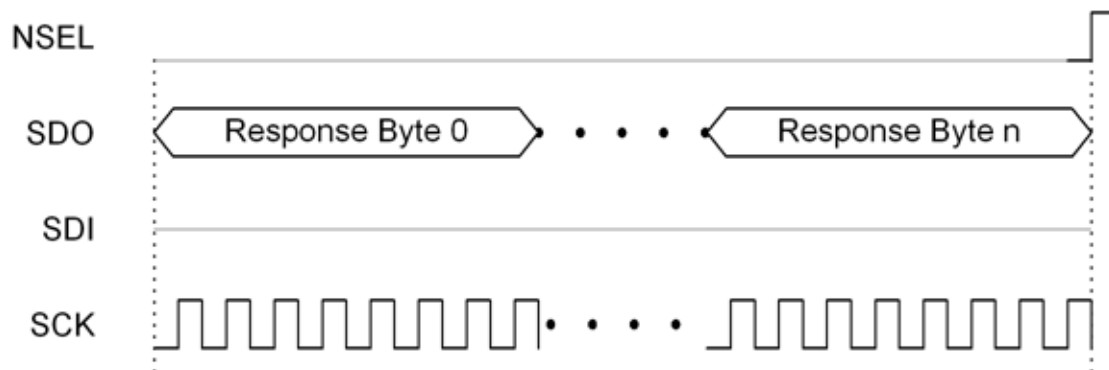 NSEL
SDO Response Byte 0 Response Byte n
SDI
SCK